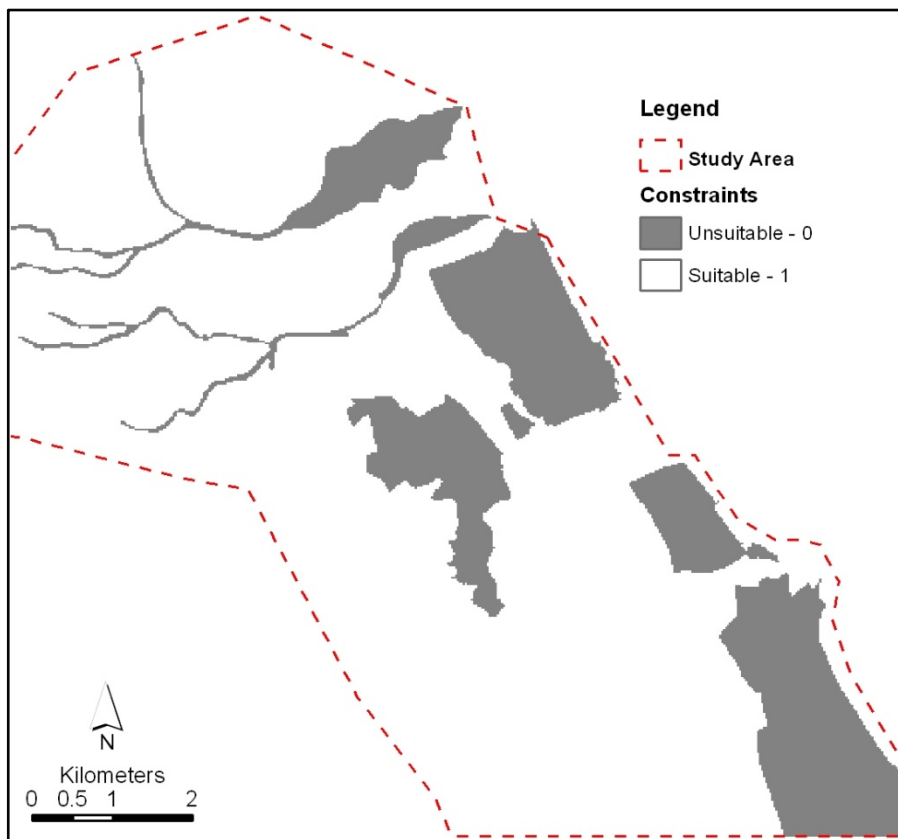 Legend
Study Area
Constraints
Unsuitable - 0
Suitable - 1
N
Kilometers
0 0.5 1 2